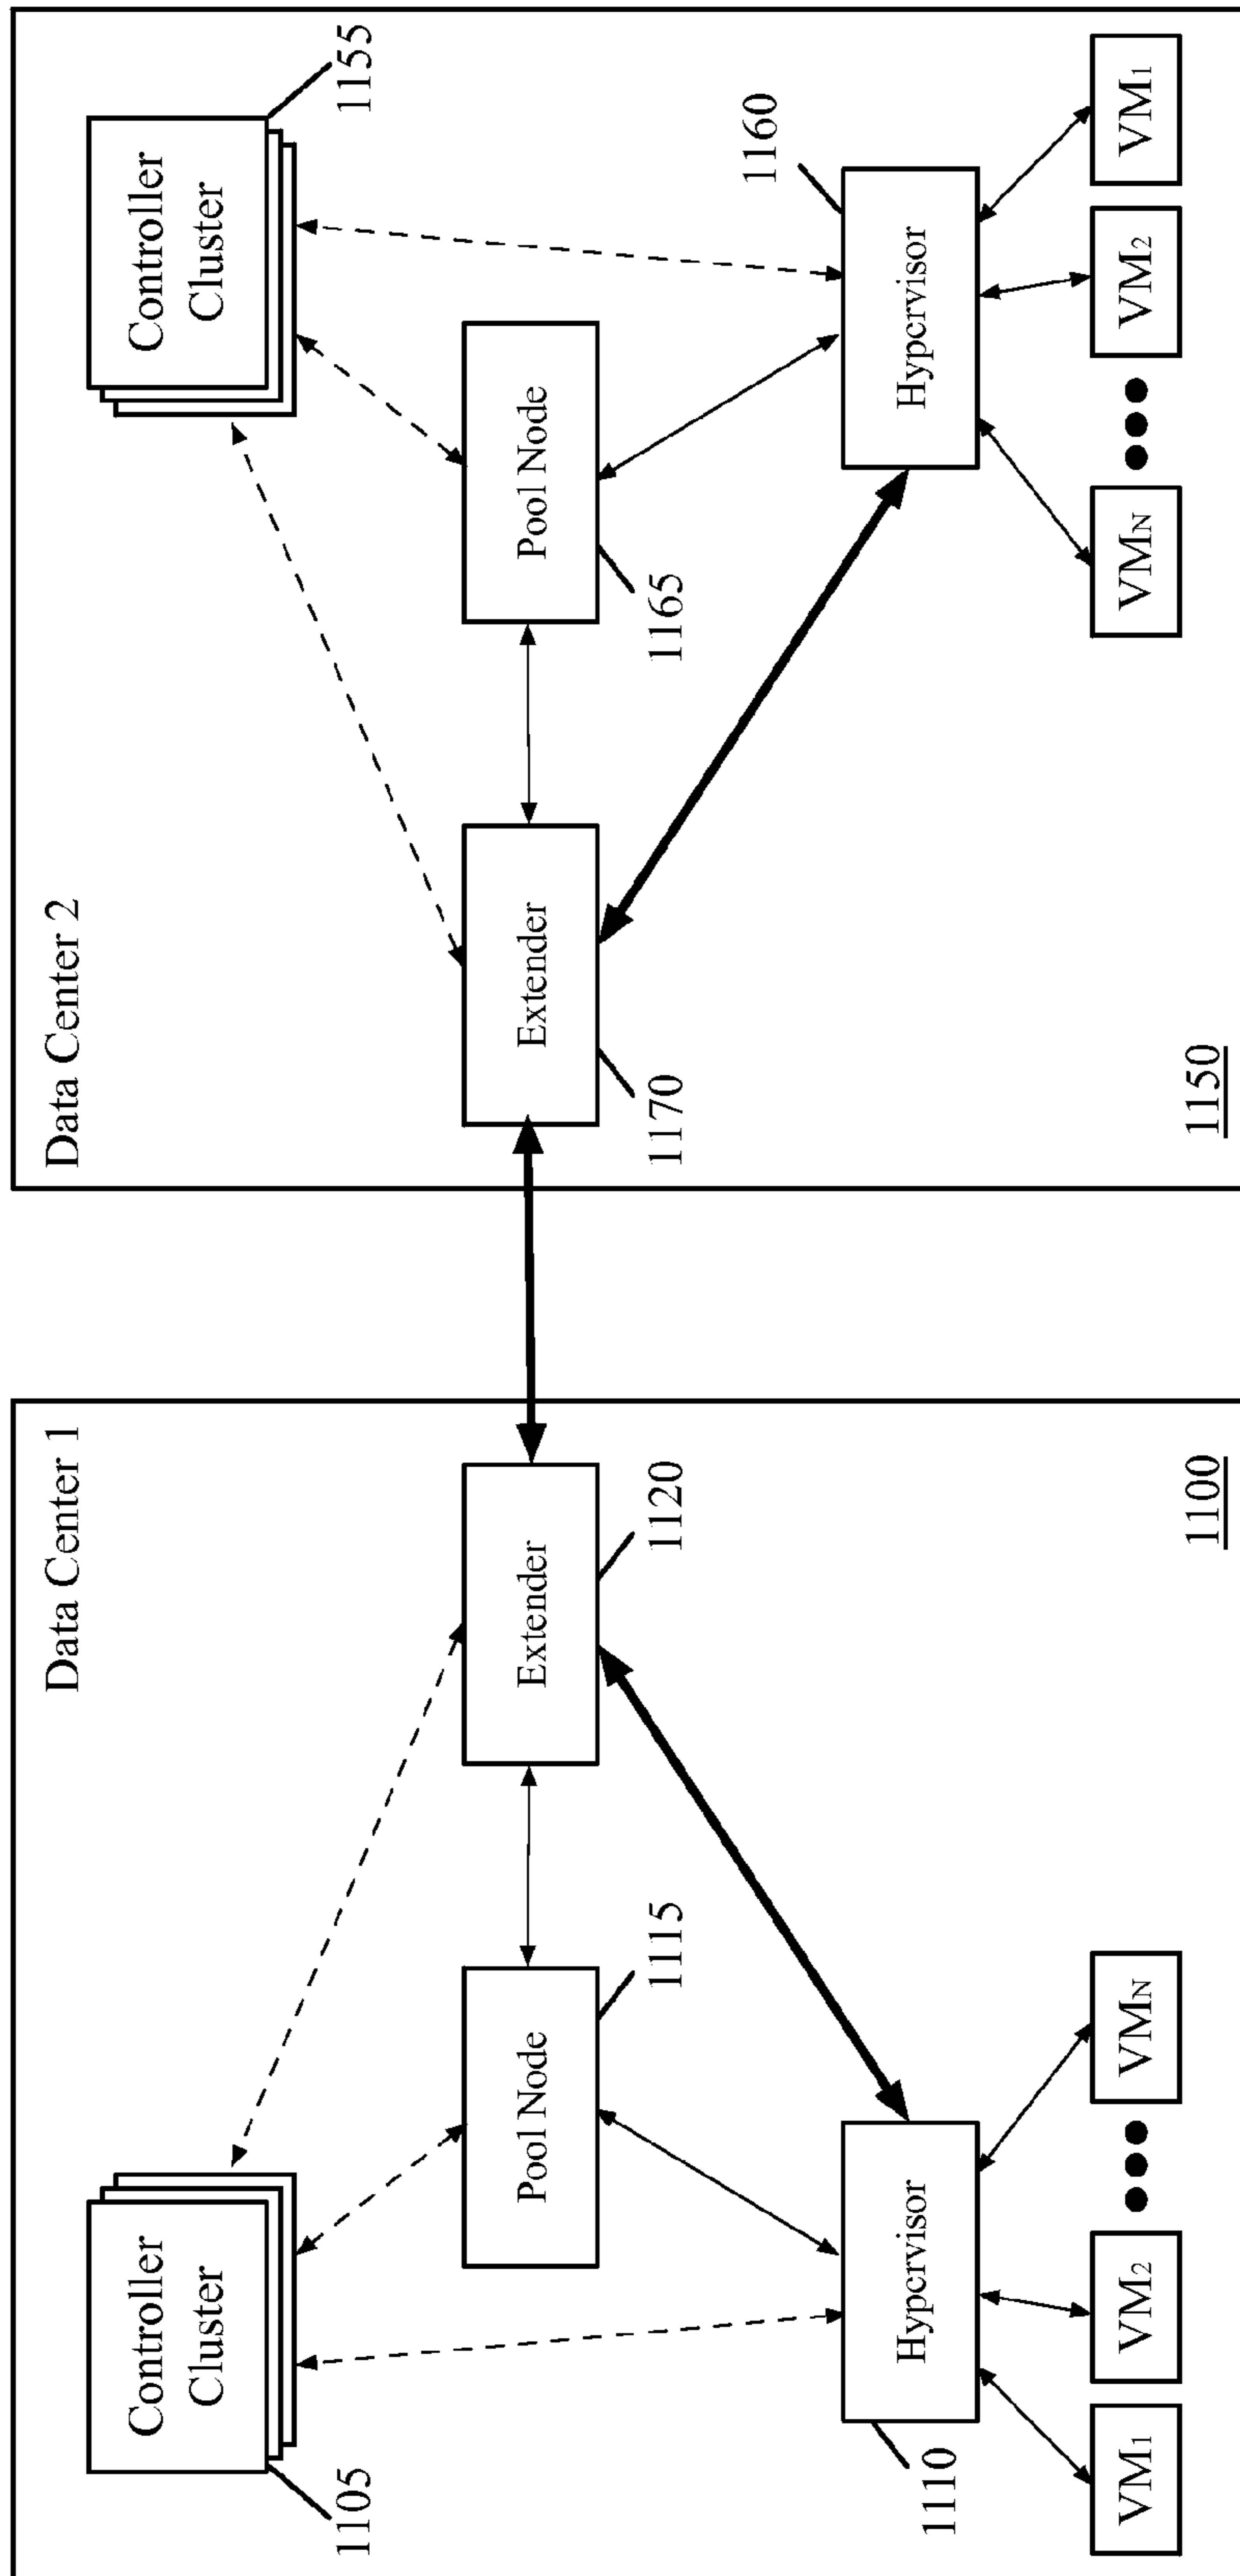 Data Center 1
Controller
Cluster
1105
Pool Node
1115
Extender
1120
Hypervisor
1110
VM1
VM2
VMN
1100
Data Center 2
Controller
Cluster
1155
Extender
1170
Pool Node
1165
Hypervisor
1160
VMN
VM2
VM1
1150